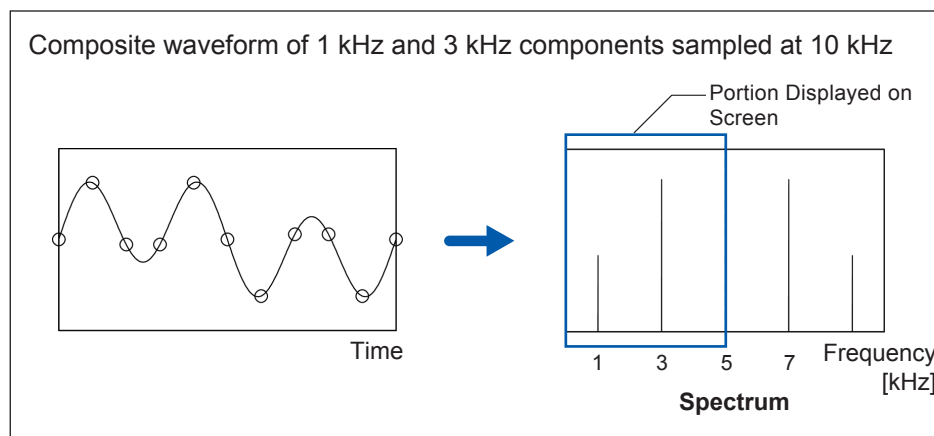 Composite waveform of 1 kHz and 3 kHz components sampled at 10 kHz
Portion Displayed on
Screen
Time
1 3 5 7 Frequency
[kHz]
Spectrum